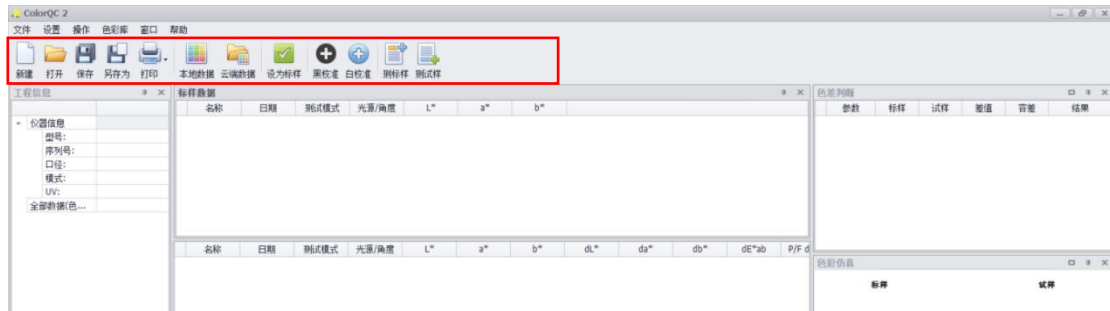 ColorQC 2
文件 设置 操作 色彩库 窗口 帮助
新建 打开 保存 另存为 打印 本地数据 云端数据 设为标样 黑校准 白校准 测标样 测试样
工程信息 标样数据 色差判断
名称 日期 测试模式 光源/角度 L* a* b* 参数 标样 试样 差值 容差 结果
仪器信息
型号:
序列号:
口径:
模式:
UV:
全部数据(色...
名称 日期 测试模式 光源/角度 L* a* b* dL* da* db* dE*ab P/F d
色彩仿真
标样 试样